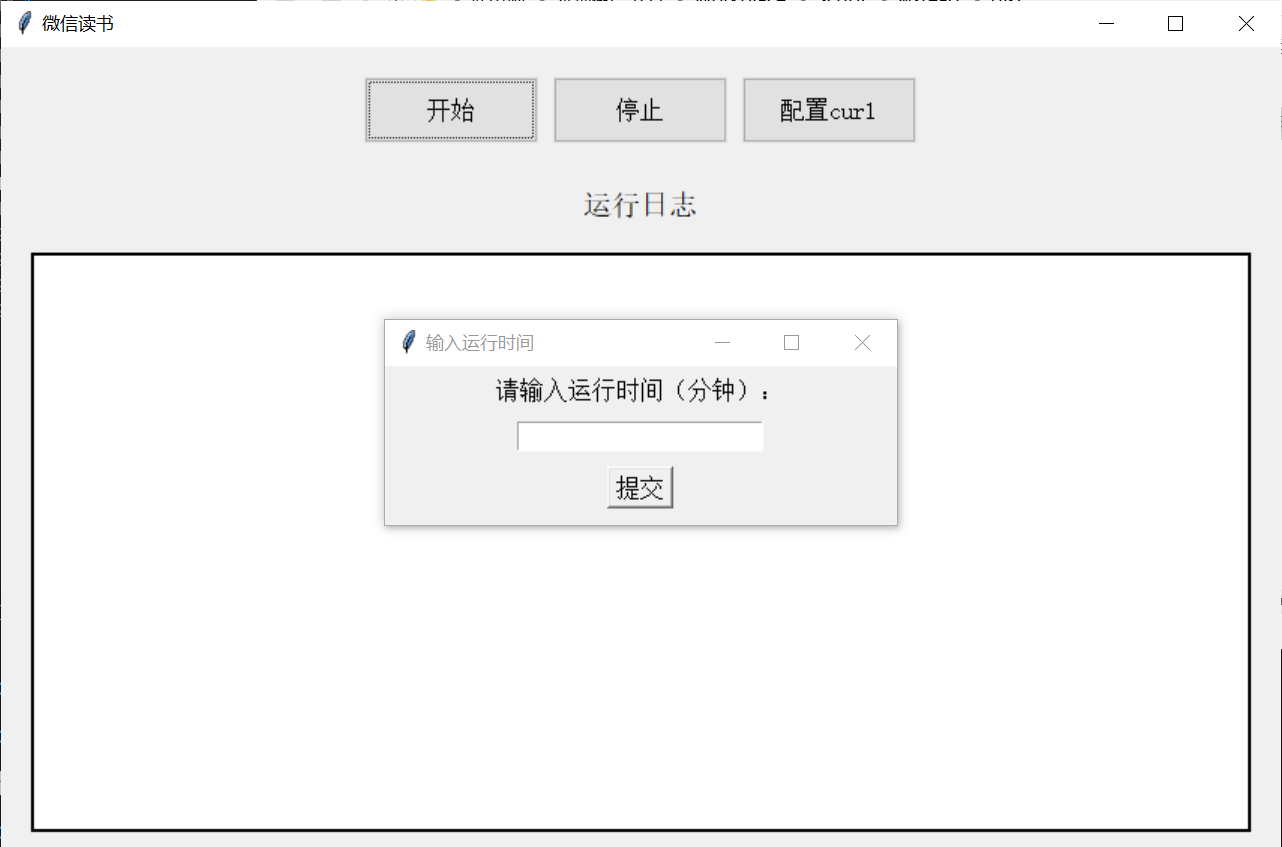 微信读书
开始 停止 配置curl
运行日志
输入运行时间
请输入运行时间（分钟）：
提交